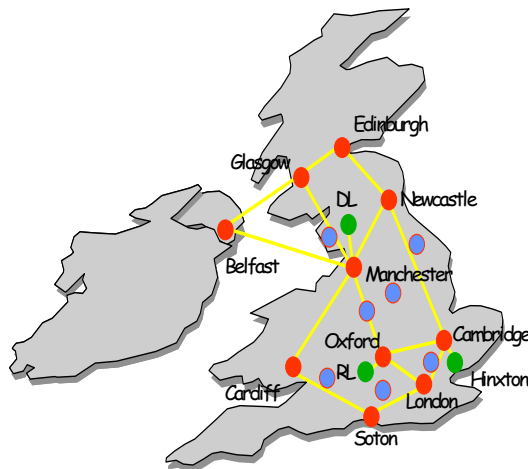 Edinburgh
Glasgow
DL
Newcastle
Belfast
Manchester
Oxford
Cambridge
RL
Hinxton
Cardiff
London
Soton